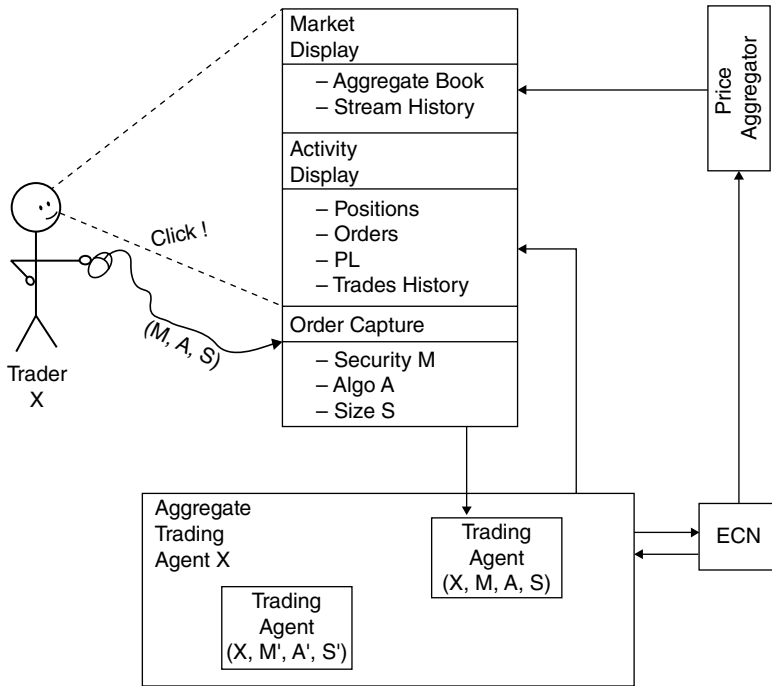 Market
Display
– Aggregate Book
– Stream History
Activity
Display
– Positions
– Orders
– PL
– Trades History
Order Capture
– Security M
– Algo A
– Size S
Price
Aggregator
Click !
(M, A, S)
Trader
X
Aggregate
Trading
Agent X
Trading
Agent
(X, M, A, S)
Trading
Agent
(X, M', A', S')
ECN